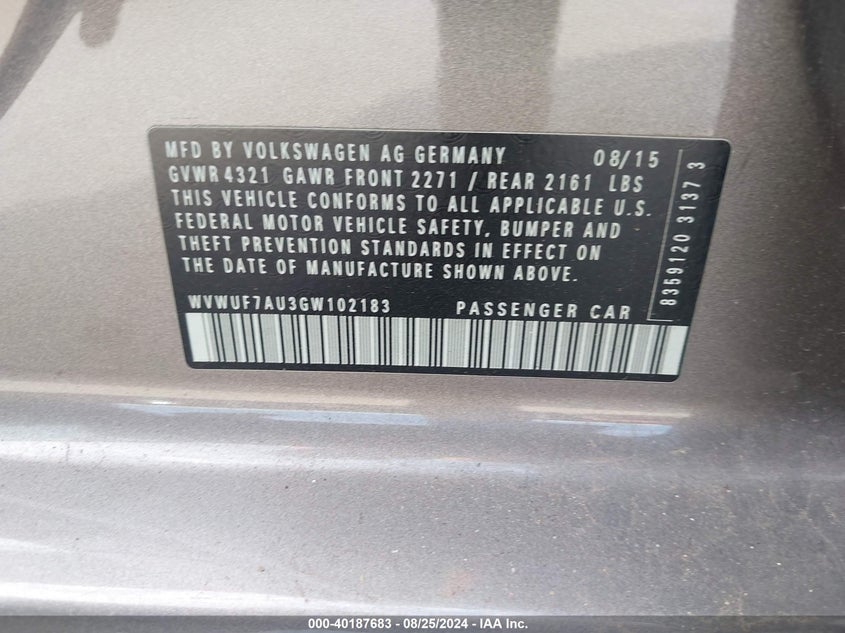 MFD BY VOLKSWAGEN AG GERMANY 08/15
GVWR 4321 GAWR FRONT 2271 / REAR 2161 LBS
THIS VEHICLE CONFORMS TO ALL APPLICABLE U.S.
FEDERAL MOTOR VEHICLE SAFETY, BUMPER AND
THEFT PREVENTION STANDARDS IN EFFECT ON
THE DATE OF MANUFACTURE SHOWN ABOVE.
WVWUF7AU3GW102183 PASSENGER CAR
8359120 3137 3
000-40187683 - 08/25/2024 - IAA Inc.